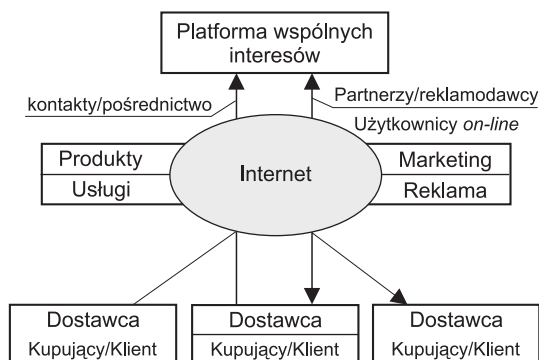 Platforma wspólnych
interesów
kontakty/pośrednictwo
Partnerzy/reklamodawcy
Użytkownicy on-line
Produkty
Usługi
Internet
Marketing
Reklama
Dostawca
Kupujący/Klient
Dostawca
Kupujący/Klient
Dostawca
Kupujący/Klient